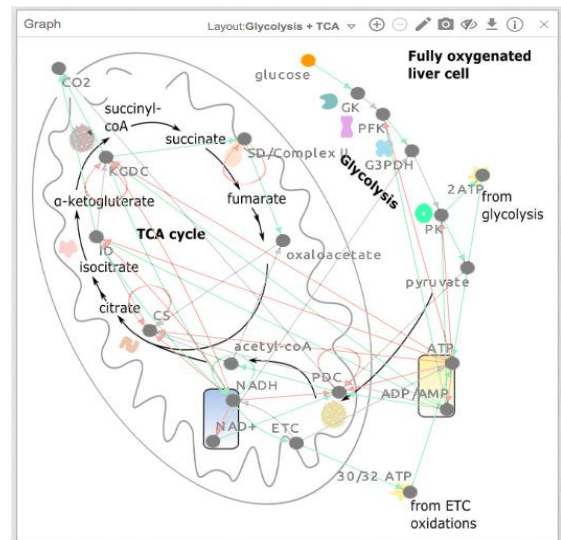 Graph
Layout:Glycolysis + TCA
Fully oxygenated
liver cell
CO2
glucose
succinyl-
coA
GK
succinate
PFK
SD/Complex II
G3PDH
KGDC
Glycolysis
2ATP
α-ketogluterate
fumarate
from
glycolysis
PK
TCA cycle
ID
oxaloacetate
isocitrate
pyruvate
citrate
CS
acetyl-coA
ATP
PDC
NADH
ADP/AMP
NAD+
ETC
30/32 ATP
from ETC
oxidations